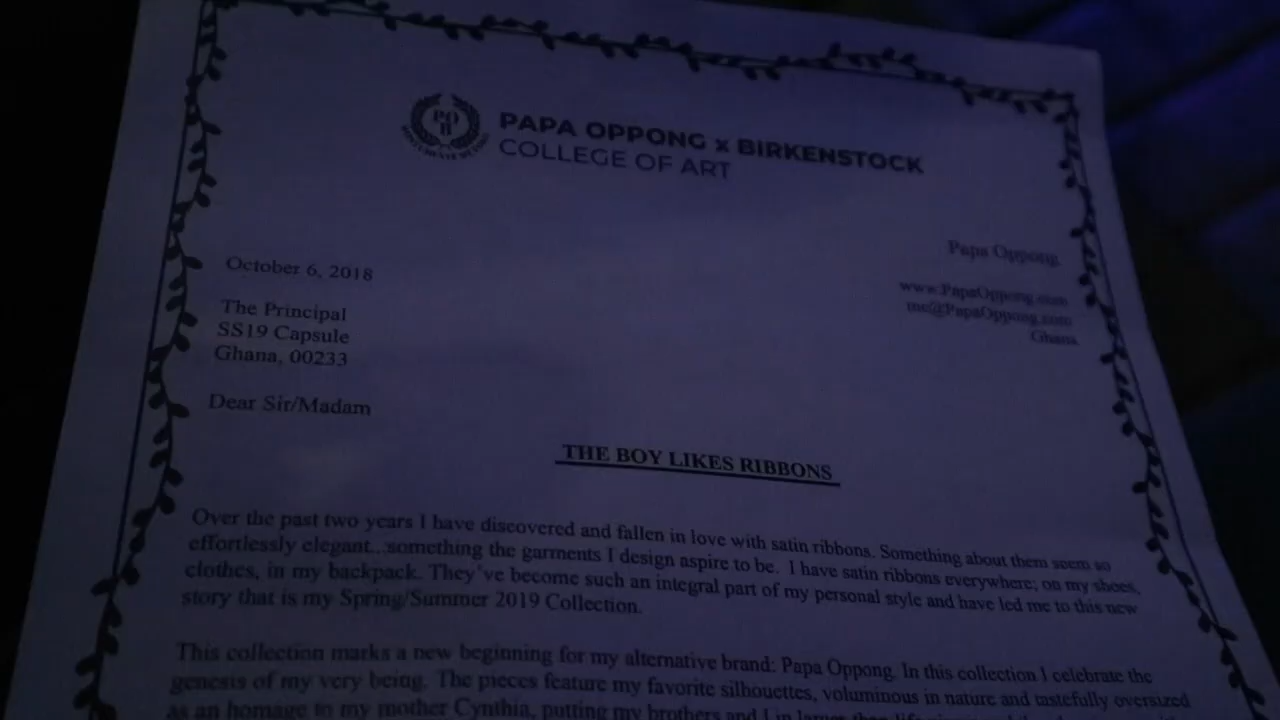 POB
PAPA OPPONG x BIRKENSTOCK
COLLEGE OF ART
Papa Oppong
www.PapaOppong.com
me@PapaOppong.com
Ghana
October 6, 2018
The Principal
SS19 Capsule
Ghana, 00233
Dear Sir/Madam
THE BOY LIKES RIBBONS
Over the past two years I have discovered and fallen in love with satin ribbons. Something about them seem so
effortlessly elegant...something the garments I design aspire to be. I have satin ribbons everywhere; on my shoes,
clothes, in my backpack. They've become such an integral part of my personal style and have led me to this new
story that is my Spring/Summer 2019 Collection.
This collection marks a new beginning for my alternative brand: Papa Oppong. In this collection I celebrate the
genesis of my very being. The pieces feature my favorite silhouettes, voluminous in nature and tastefully oversized
as an homage to my mother Cynthia, putting my brothers and I in